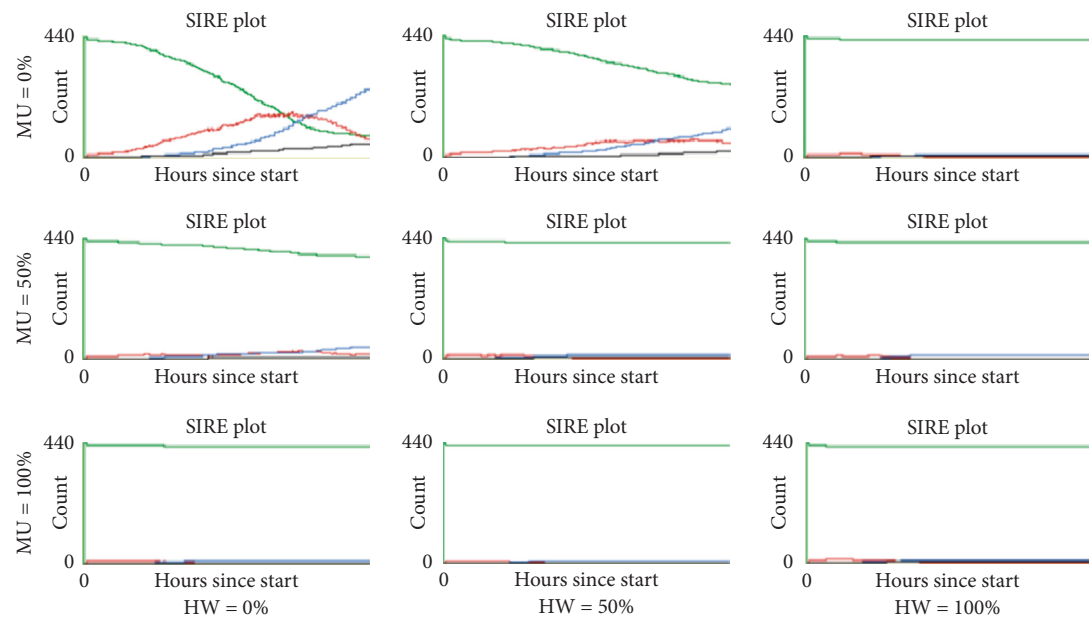 SIRE plot
440
MU = 0%
Count
0
0
Hours since start
SIRE plot
440
Count
0
0
Hours since start
SIRE plot
440
Count
0
0
Hours since start
SIRE plot
440
MU = 50%
Count
0
0
Hours since start
SIRE plot
440
Count
0
0
Hours since start
SIRE plot
440
Count
0
0
Hours since start
SIRE plot
440
MU = 100%
Count
0
0
Hours since start
HW = 0%
SIRE plot
440
Count
0
0
Hours since start
HW = 50%
SIRE plot
440
Count
0
0
Hours since start
HW = 100%